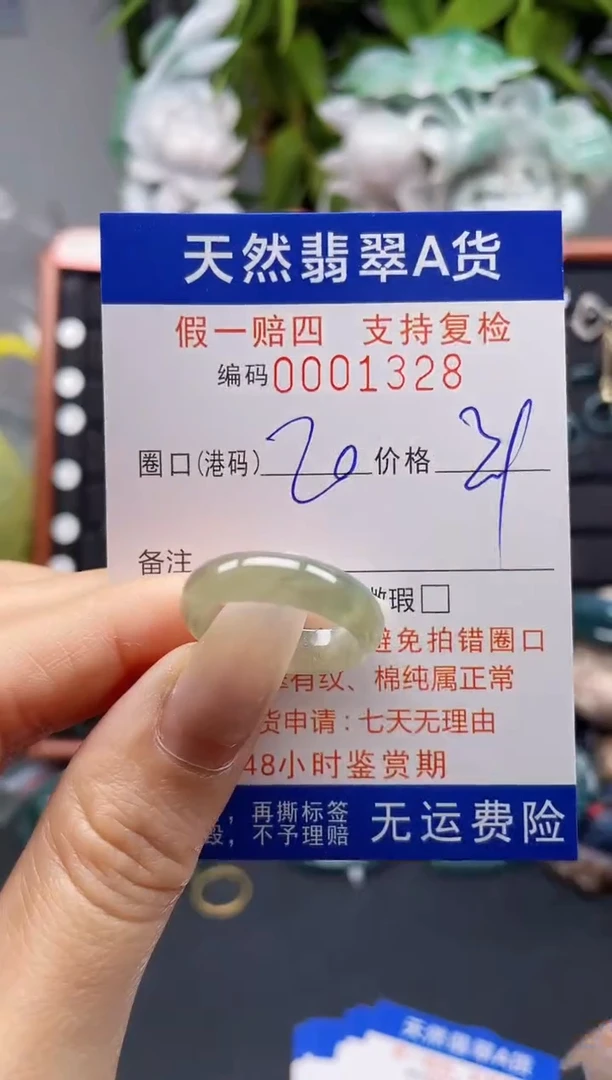 天然翡翠A货
假一赔四 支持复检
编码0001328
圈口(港码) 20 价格
备注
微瑕□
避免拍错圈口
有纹、棉纯属正常
货申请:七天无理由
48小时鉴赏期
,再撕标签
毁,不予理赔
无运费险
天然翡翠A货